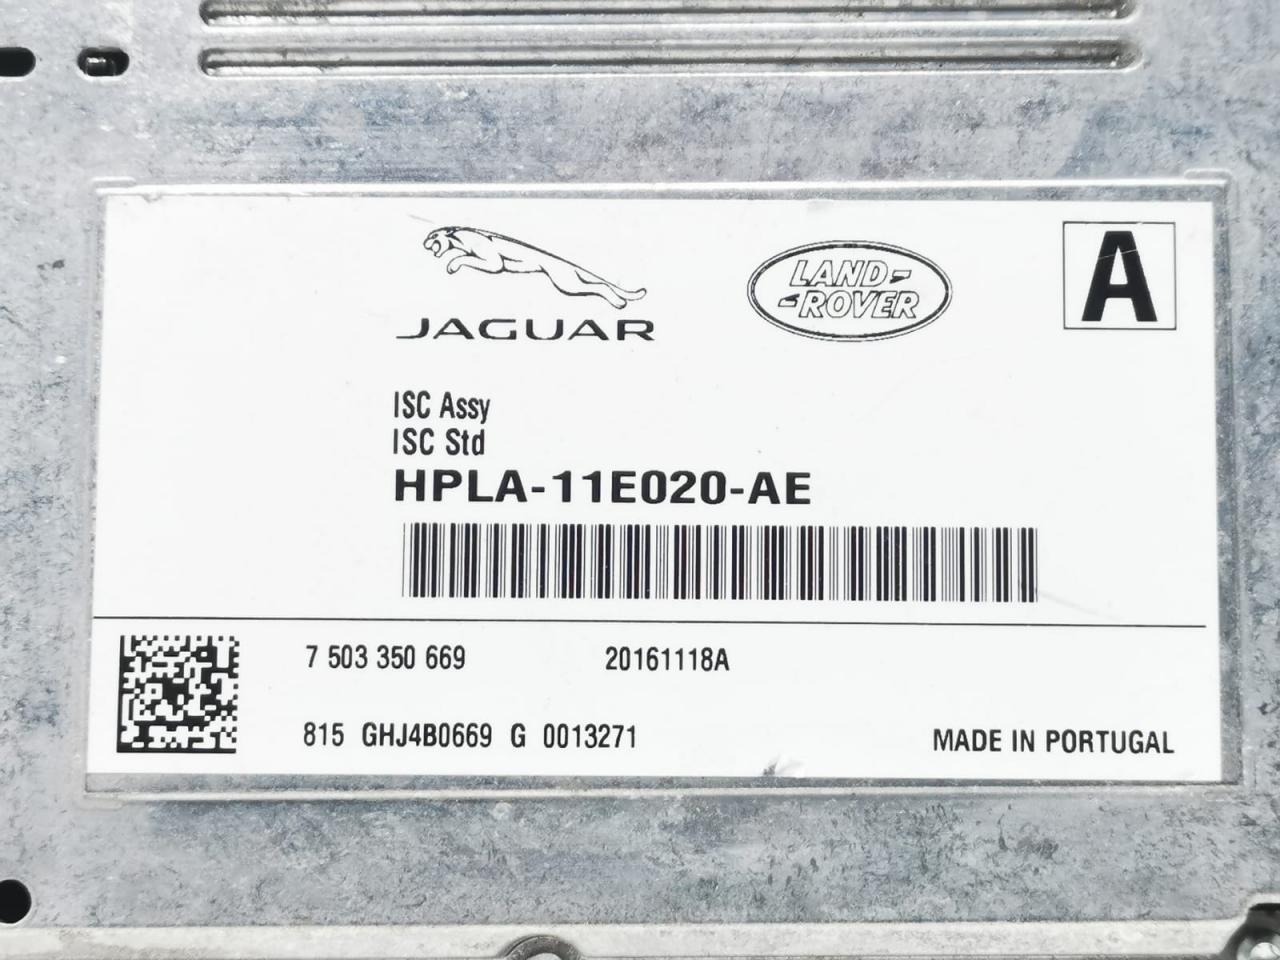 JAGUAR
LAND-
-ROVER
A
ISC Assy
ISC Std
HPLA-11E020-AE
7 503 350 669 20161118A
815 GHJ4B0669 G 0013271
MADE IN PORTUGAL